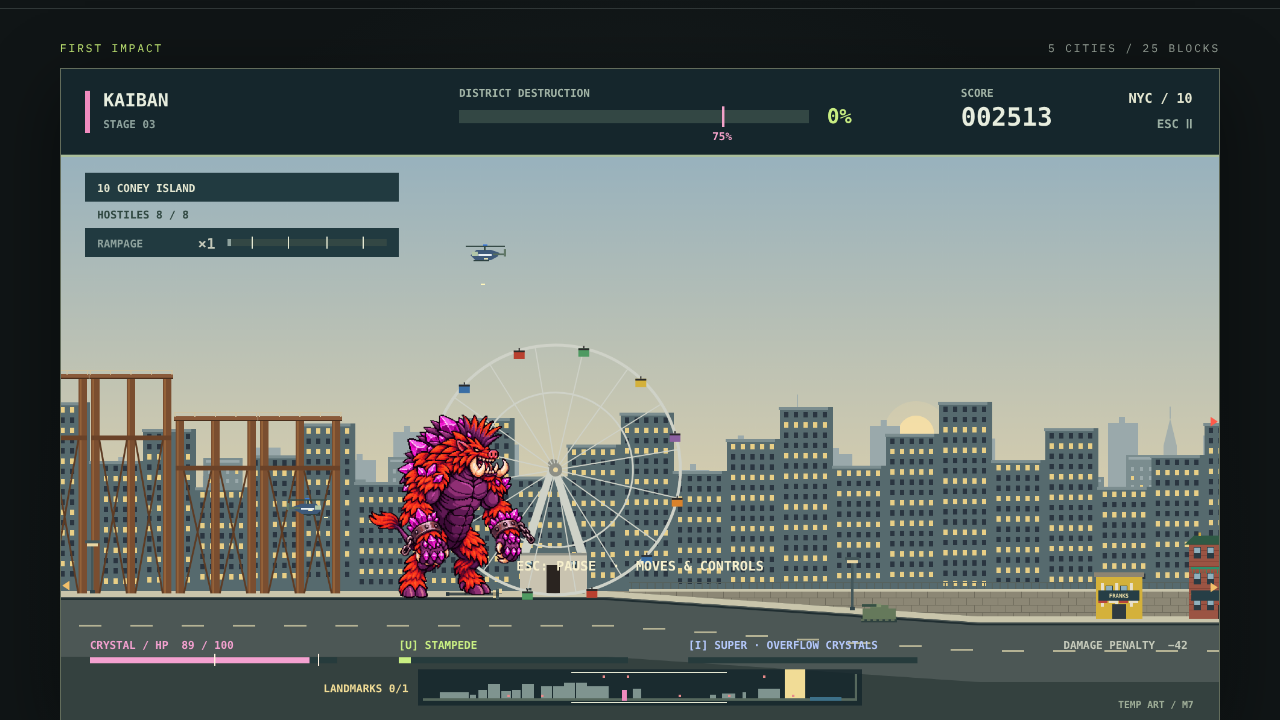 FIRST IMPACT
5 CITIES / 25 BLOCKS
KAIBAN
STAGE 03
DISTRICT DESTRUCTION
0%
75%
SCORE
002513
NYC / 10
ESC II
10 CONEY ISLAND
HOSTILES 8 / 8
RAMPAGE ×1
ESC: PAUSE MOVES & CONTROLS
FRANKS
CRYSTAL / HP 89 / 100
[U] STAMPEDE
[I] SUPER · OVERFLOW CRYSTALS
DAMAGE PENALTY −42
LANDMARKS 0/1
TEMP ART / M7